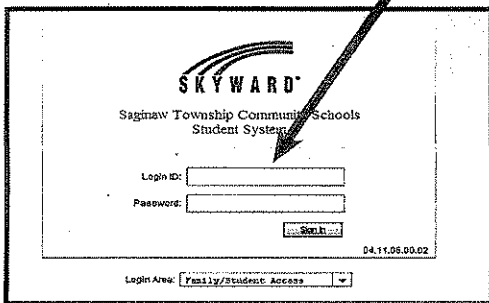 SKYWARD
Saginaw Township Community Schools
Student System
Login ID:
Password:
Sign In
04.11.06.00.02
Login Area: Family/Student Access